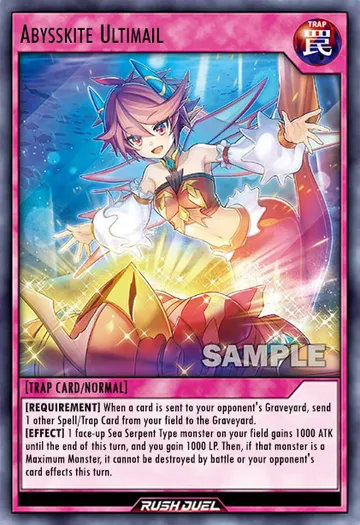 Abysskite Ultimail
TRAP
罠
SAMPLE
[TRAP CARD/NORMAL]
[REQUIREMENT] When a card is sent to your opponent's Graveyard, send
1 other Spell/Trap Card from your field to the Graveyard.
[EFFECT] 1 face-up Sea Serpent Type monster on your field gains 1000 ATK
until the end of this turn, and you gain 1000 LP. Then, if that monster is a
Maximum Monster, it cannot be destroyed by battle or your opponent's
card effects this turn.
RUSH DUEL